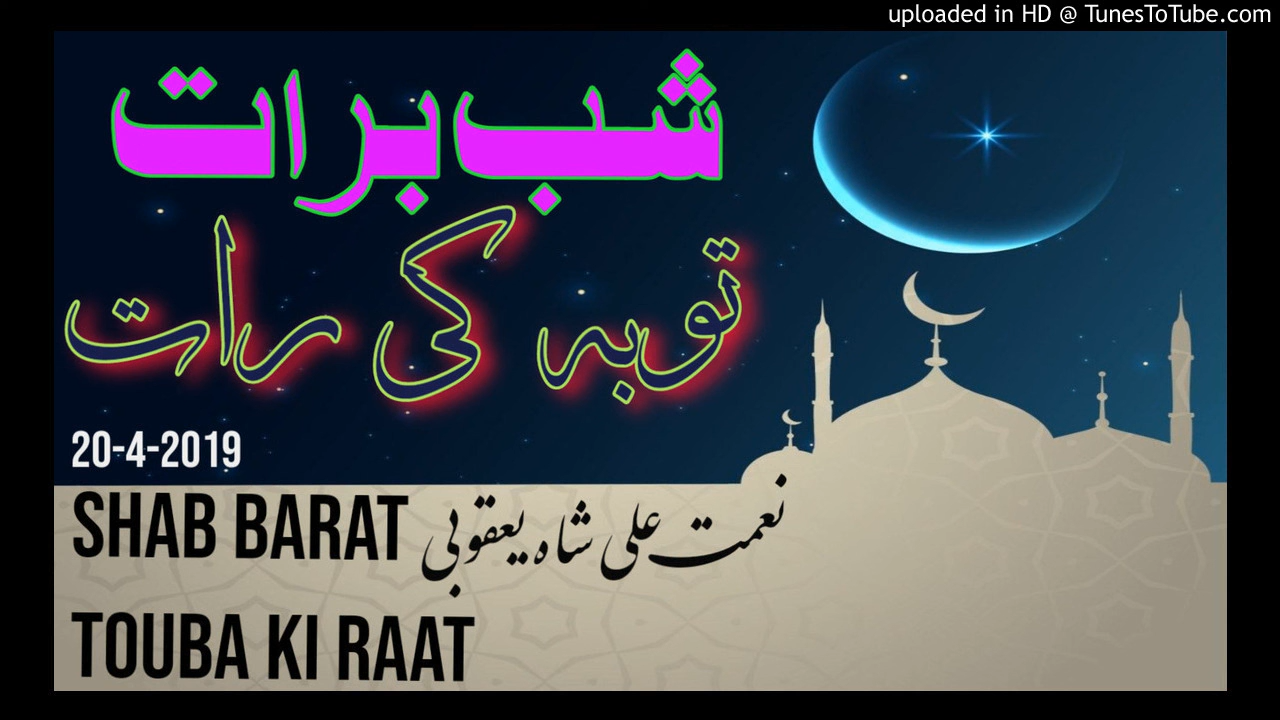 uploaded in HD @ TunesToTube.com
شب برات
توبہ کی رات
20-4-2019
SHAB BARAT
نعمت علی شاہ یعقوبی
TOUBA KI RAAT